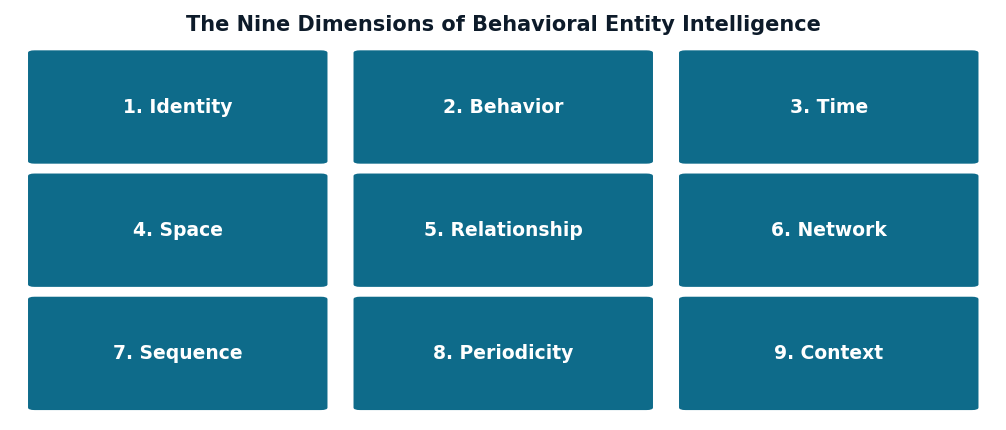 The Nine Dimensions of Behavioral Entity Intelligence
1. Identity
2. Behavior
3. Time
4. Space
5. Relationship
6. Network
7. Sequence
8. Periodicity
9. Context